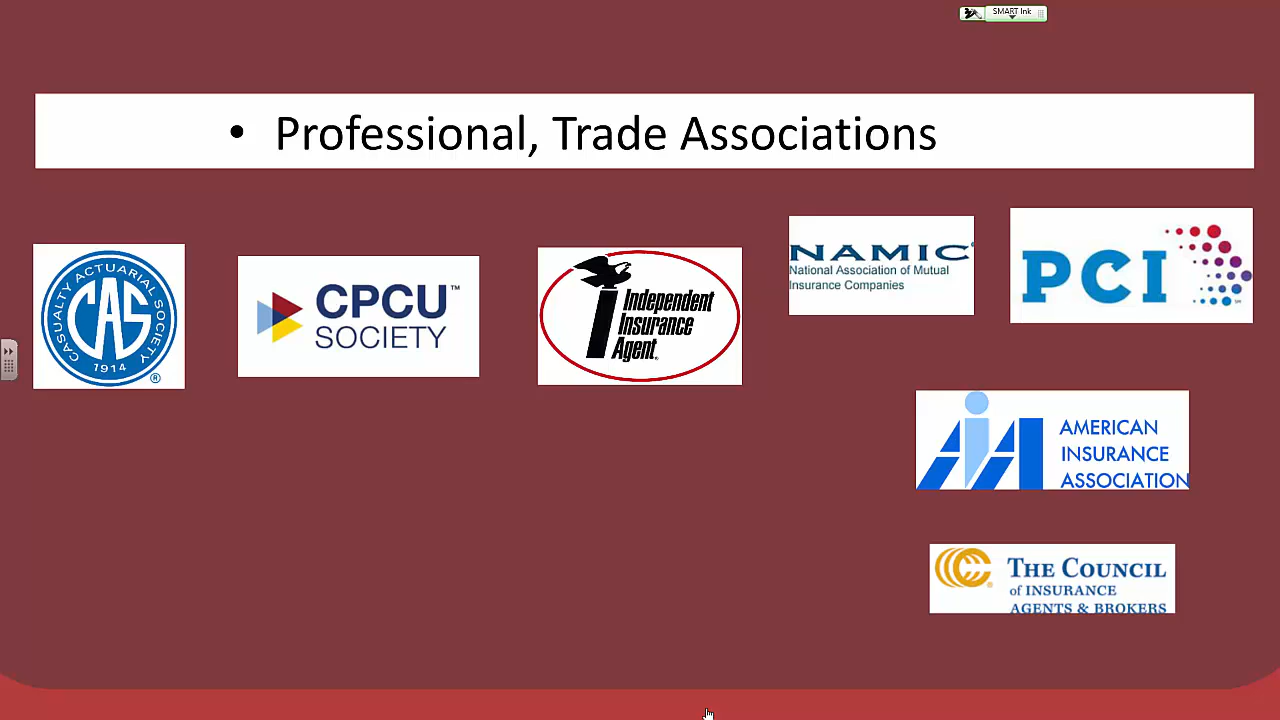 SMART Ink
• Professional, Trade Associations
CASUALTY ACTUARIAL SOCIETY
CAS
1914
®
CPCU™
SOCIETY
Independent
Insurance
Agent®
NAMIC®
National Association of Mutual
Insurance Companies
PCI
AMERICAN
INSURANCE
ASSOCIATION
THE COUNCIL
of INSURANCE
AGENTS & BROKERS